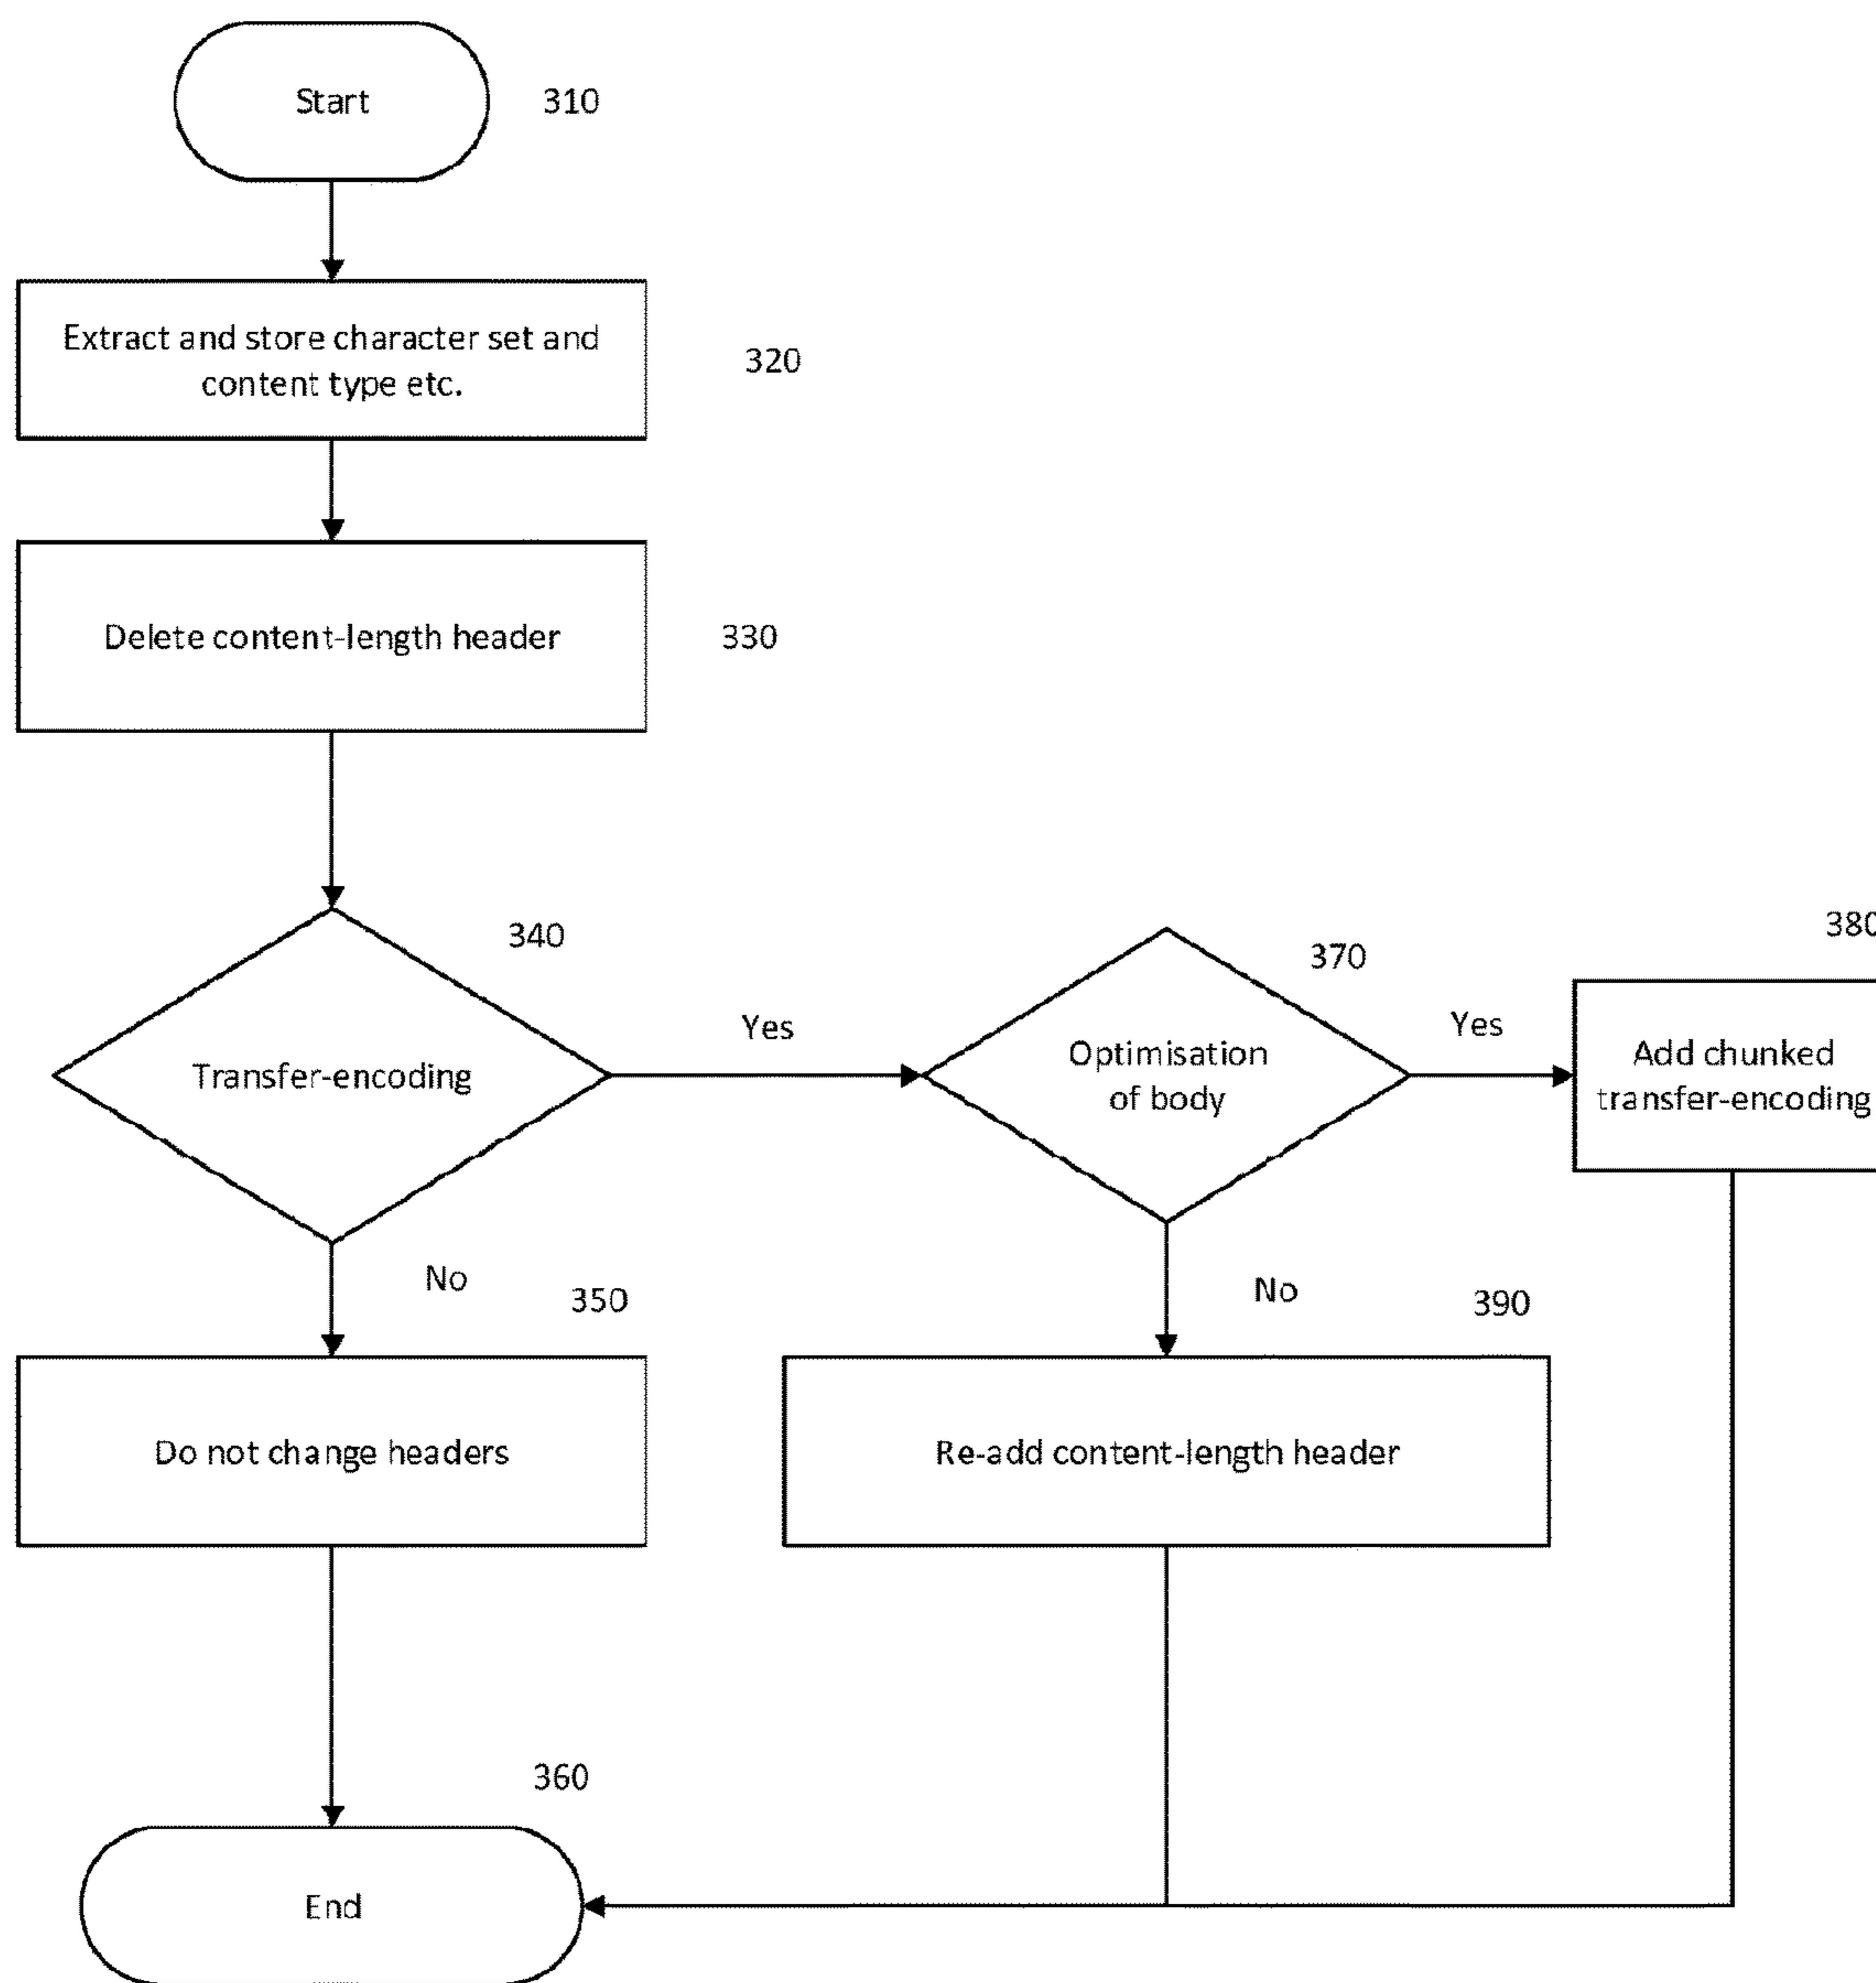 Start
310
Extract and store character set and
content type etc.
320
Delete content-length header
330
340
Transfer-encoding
Yes
370
Optimisation
of body
Yes
380
Add chunked
transfer-encoding
No
350
Do not change headers
No
390
Re-add content-length header
360
End